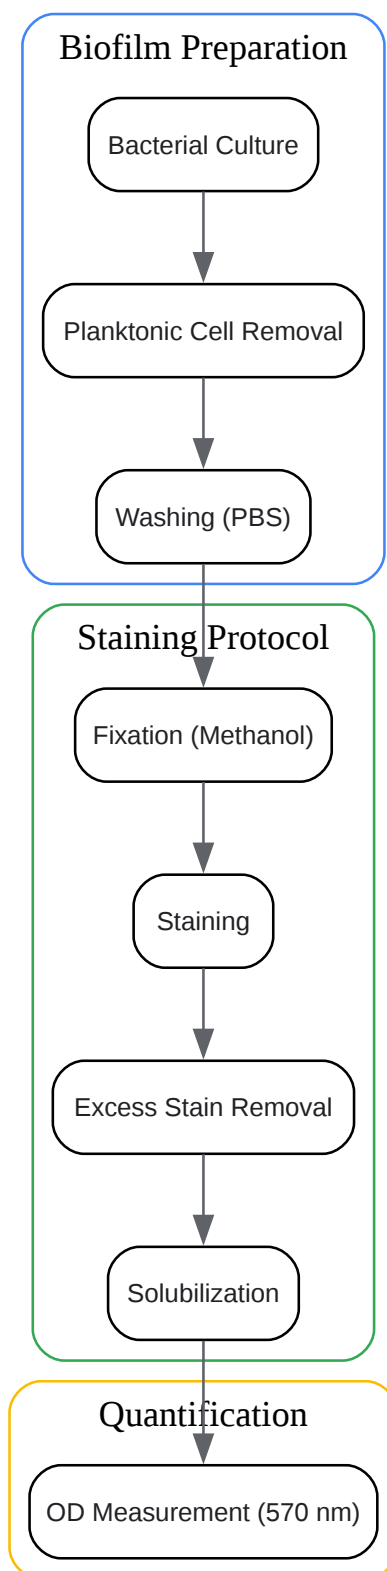 Biofilm Preparation
Bacterial Culture
Planktonic Cell Removal
Washing (PBS)
Staining Protocol
Fixation (Methanol)
Staining
Excess Stain Removal
Solubilization
Quantification
OD Measurement (570 nm)